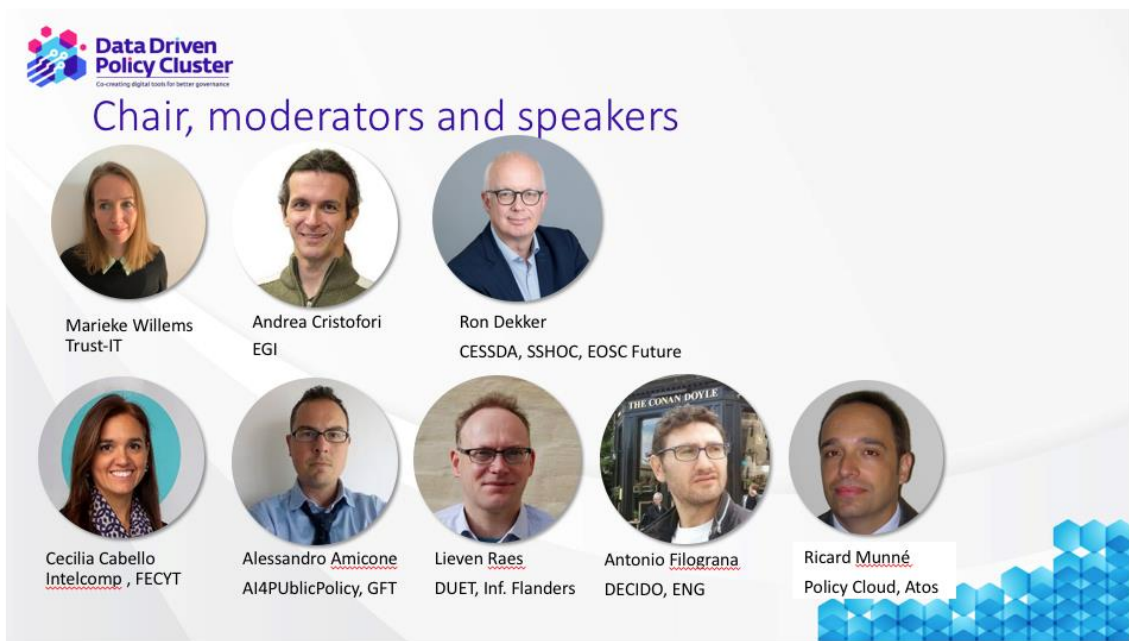 Data Driven
Policy Cluster
Co-creating digital tools for better governance
Chair, moderators and speakers
Marieke Willems
Trust-IT
Andrea Cristofori
EGI
Ron Dekker
CESSDA, SSHOC, EOSC Future
THE CONAN DOYLE
Cecilia Cabello
Intelcomp , FECYT
Alessandro Amicone
AI4PUblicPolicy, GFT
Lieven Raes
DUET, Inf. Flanders
Antonio Filograna
DECIDO, ENG
Ricard Munné
Policy Cloud, Atos